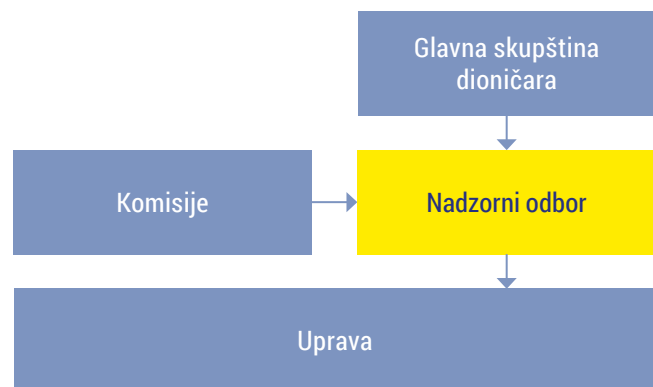 Glavna skupština
dioničara
Komisije
Nadzorni odbor
Uprava